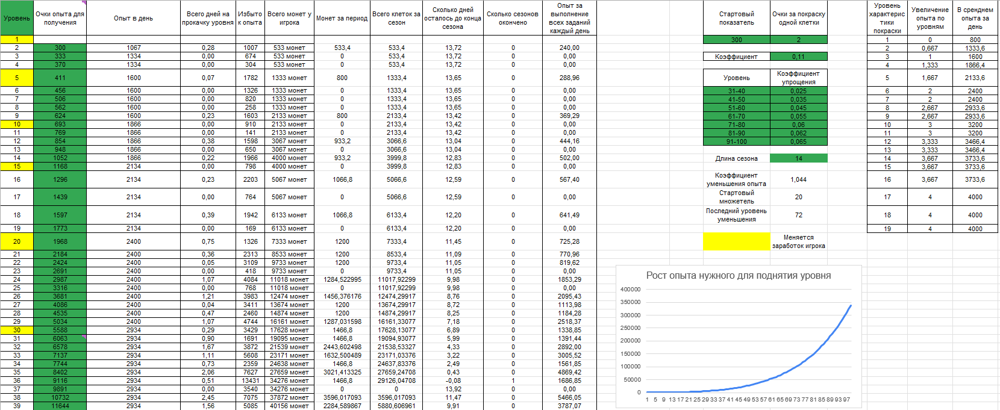 Уровень	Очки опыта для получения	Опыт в день	Всего дней на прокачку уровня	Избыток опыта	Всего монет у игрока	Монет за период	Всего клеток за сезон	Сколько дней осталось до конца сезона	Сколько сезонов окончено	Опыт за выполнение всех заданий каждый день
1
2	300	1067	0,28	1007	533 монет	533,4	533,4	13,72	0	240,00
3	333	1334	0,00	674	533 монет	0	533,4	13,72	0	0,00
4	370	1334	0,00	304	533 монет	0	533,4	13,72	0	0,00
5	411	1600	0,07	1782	1333 монет	800	1333,4	13,65	0	288,96
6	456	1600	0,00	1326	1333 монет	0	1333,4	13,65	0	0,00
7	506	1600	0,00	820	1333 монет	0	1333,4	13,65	0	0,00
8	562	1600	0,00	258	1333 монет	0	1333,4	13,65	0	0,00
9	624	1600	0,23	1603	2133 монет	800	2133,4	13,42	0	369,29
10	693	1866	0,00	910	2133 монет	0	2133,4	13,42	0	0,00
11	769	1866	0,00	141	2133 монет	0	2133,4	13,42	0	0,00
12	854	1866	0,38	1598	3067 монет	933,2	3066,6	13,04	0	444,16
13	948	1866	0,00	650	3067 монет	0	3066,6	13,04	0	0,00
14	1052	1866	0,22	1966	4000 монет	933,2	3999,8	12,83	0	502,00
15	1168	2134	0,00	798	4000 монет	0	3999,8	12,83	0	0,00
16	1296	2134	0,23	2203	5067 монет	1066,8	5066,6	12,59	0	567,40
17	1439	2134	0,00	764	5067 монет	0	5066,6	12,59	0	0,00
18	1597	2134	0,39	1942	6133 монет	1066,8	6133,4	12,20	0	641,49
19	1773	2134	0,00	169	6133 монет	0	6133,4	12,20	0	0,00
20	1968	2400	0,75	1326	7333 монет	1200	7333,4	11,45	0	725,28
21	2184	2400	0,36	2313	8533 монет	1200	8533,4	11,09	0	770,96
22	2424	2400	0,05	3109	9733 монет	1200	9733,4	11,05	0	819,62
23	2691	2400	0,00	418	9733 монет	0	9733,4	11,05	0	0,00
24	2987	2400	1,07	4084	11018 монет	1284,522995	11017,92299	9,98	0	1853,29
25	3316	2400	0,00	768	11018 монет	0	11017,92299	9,98	0	0,00
26	3681	2400	1,21	3983	12474 монет	1456,376176	12474,29917	8,76	0	2095,43
27	4086	2400	0,04	3411	13674 монет	1200	13674,29917	8,72	0	1113,98
28	4535	2400	0,47	2460	14874 монет	1200	14874,29917	8,25	0	1184,28
29	5034	2400	1,07	4744	16161 монет	1287,031598	16161,33077	7,18	0	2518,37
30	5588	2934	0,29	3429	17628 монет	1466,8	17628,13077	6,89	0	1338,85
31	6063	2934	0,90	1691	19095 монет	1466,8	19094,93077	5,99	0	1391,44
32	6578	2934	1,67	3872	21539 монет	2443,602498	21538,53327	4,33	0	2892,00
33	7137	2934	1,11	5608	23171 монет	1632,500489	23171,03376	3,22	0	3005,52
34	7744	2934	0,73	2359	24638 монет	1466,8	24637,83376	2,49	0	1561,85
35	8402	2934	2,06	7627	27659 монет	3021,413325	27659,24708	0,43	0	4869,42
36	9116	2934	0,51	13431	34276 монет	1466,8	29126,04708	-0,08	1	1686,85
37	9891	2934	0,00	3540	34276 монет	0	0	13,92	0	0,00
38	10732	2934	2,45	7075	37872 монет	3596,017093	3596,017093	11,47	0	5466,05
39	11644	2934	1,56	5085	40156 монет	2284,589867	5880,606961	9,91	0	3787,07
Стартовый показатель	Очки за покраску одной клетки
300	2
Коэффициент	0,11
Уровень	Коэффициент упрощения
31-40	0,025
41-50	0,035
51-60	0,045
61-70	0,055
71-80	0,06
81-90	0,062
91-100	0,065
Длина сезона	14
Коэффициент уменьшения опыта	1,044
Стартовый множетель	20
Последний уровень уменьшения	72
Меняется заработок игрока
Уровень характеристики покраски	Увеличение опыта по уровням	В среднем опыта за день
1	0	800
2	0,667	1333,6
3	1	1600
4	1,333	1866,4
5	1,667	2133,6
6	2	2400
7	2	2400
8	2,667	2933,6
9	2,667	2933,6
10	3	3200
11	3	3200
12	3,333	3466,4
13	3,333	3466,4
14	3,667	3733,6
15	3,667	3733,6
16	3,667	3733,6
17	4	4000
18	4	4000
19	4	4000
Рост опыта нужного для поднятия уровня
400000
350000
300000
250000
200000
150000
100000
50000
0
1 5 9 13 17 21 25 29 33 37 41 45 49 53 57 61 65 69 73 77 81 85 89 93 97